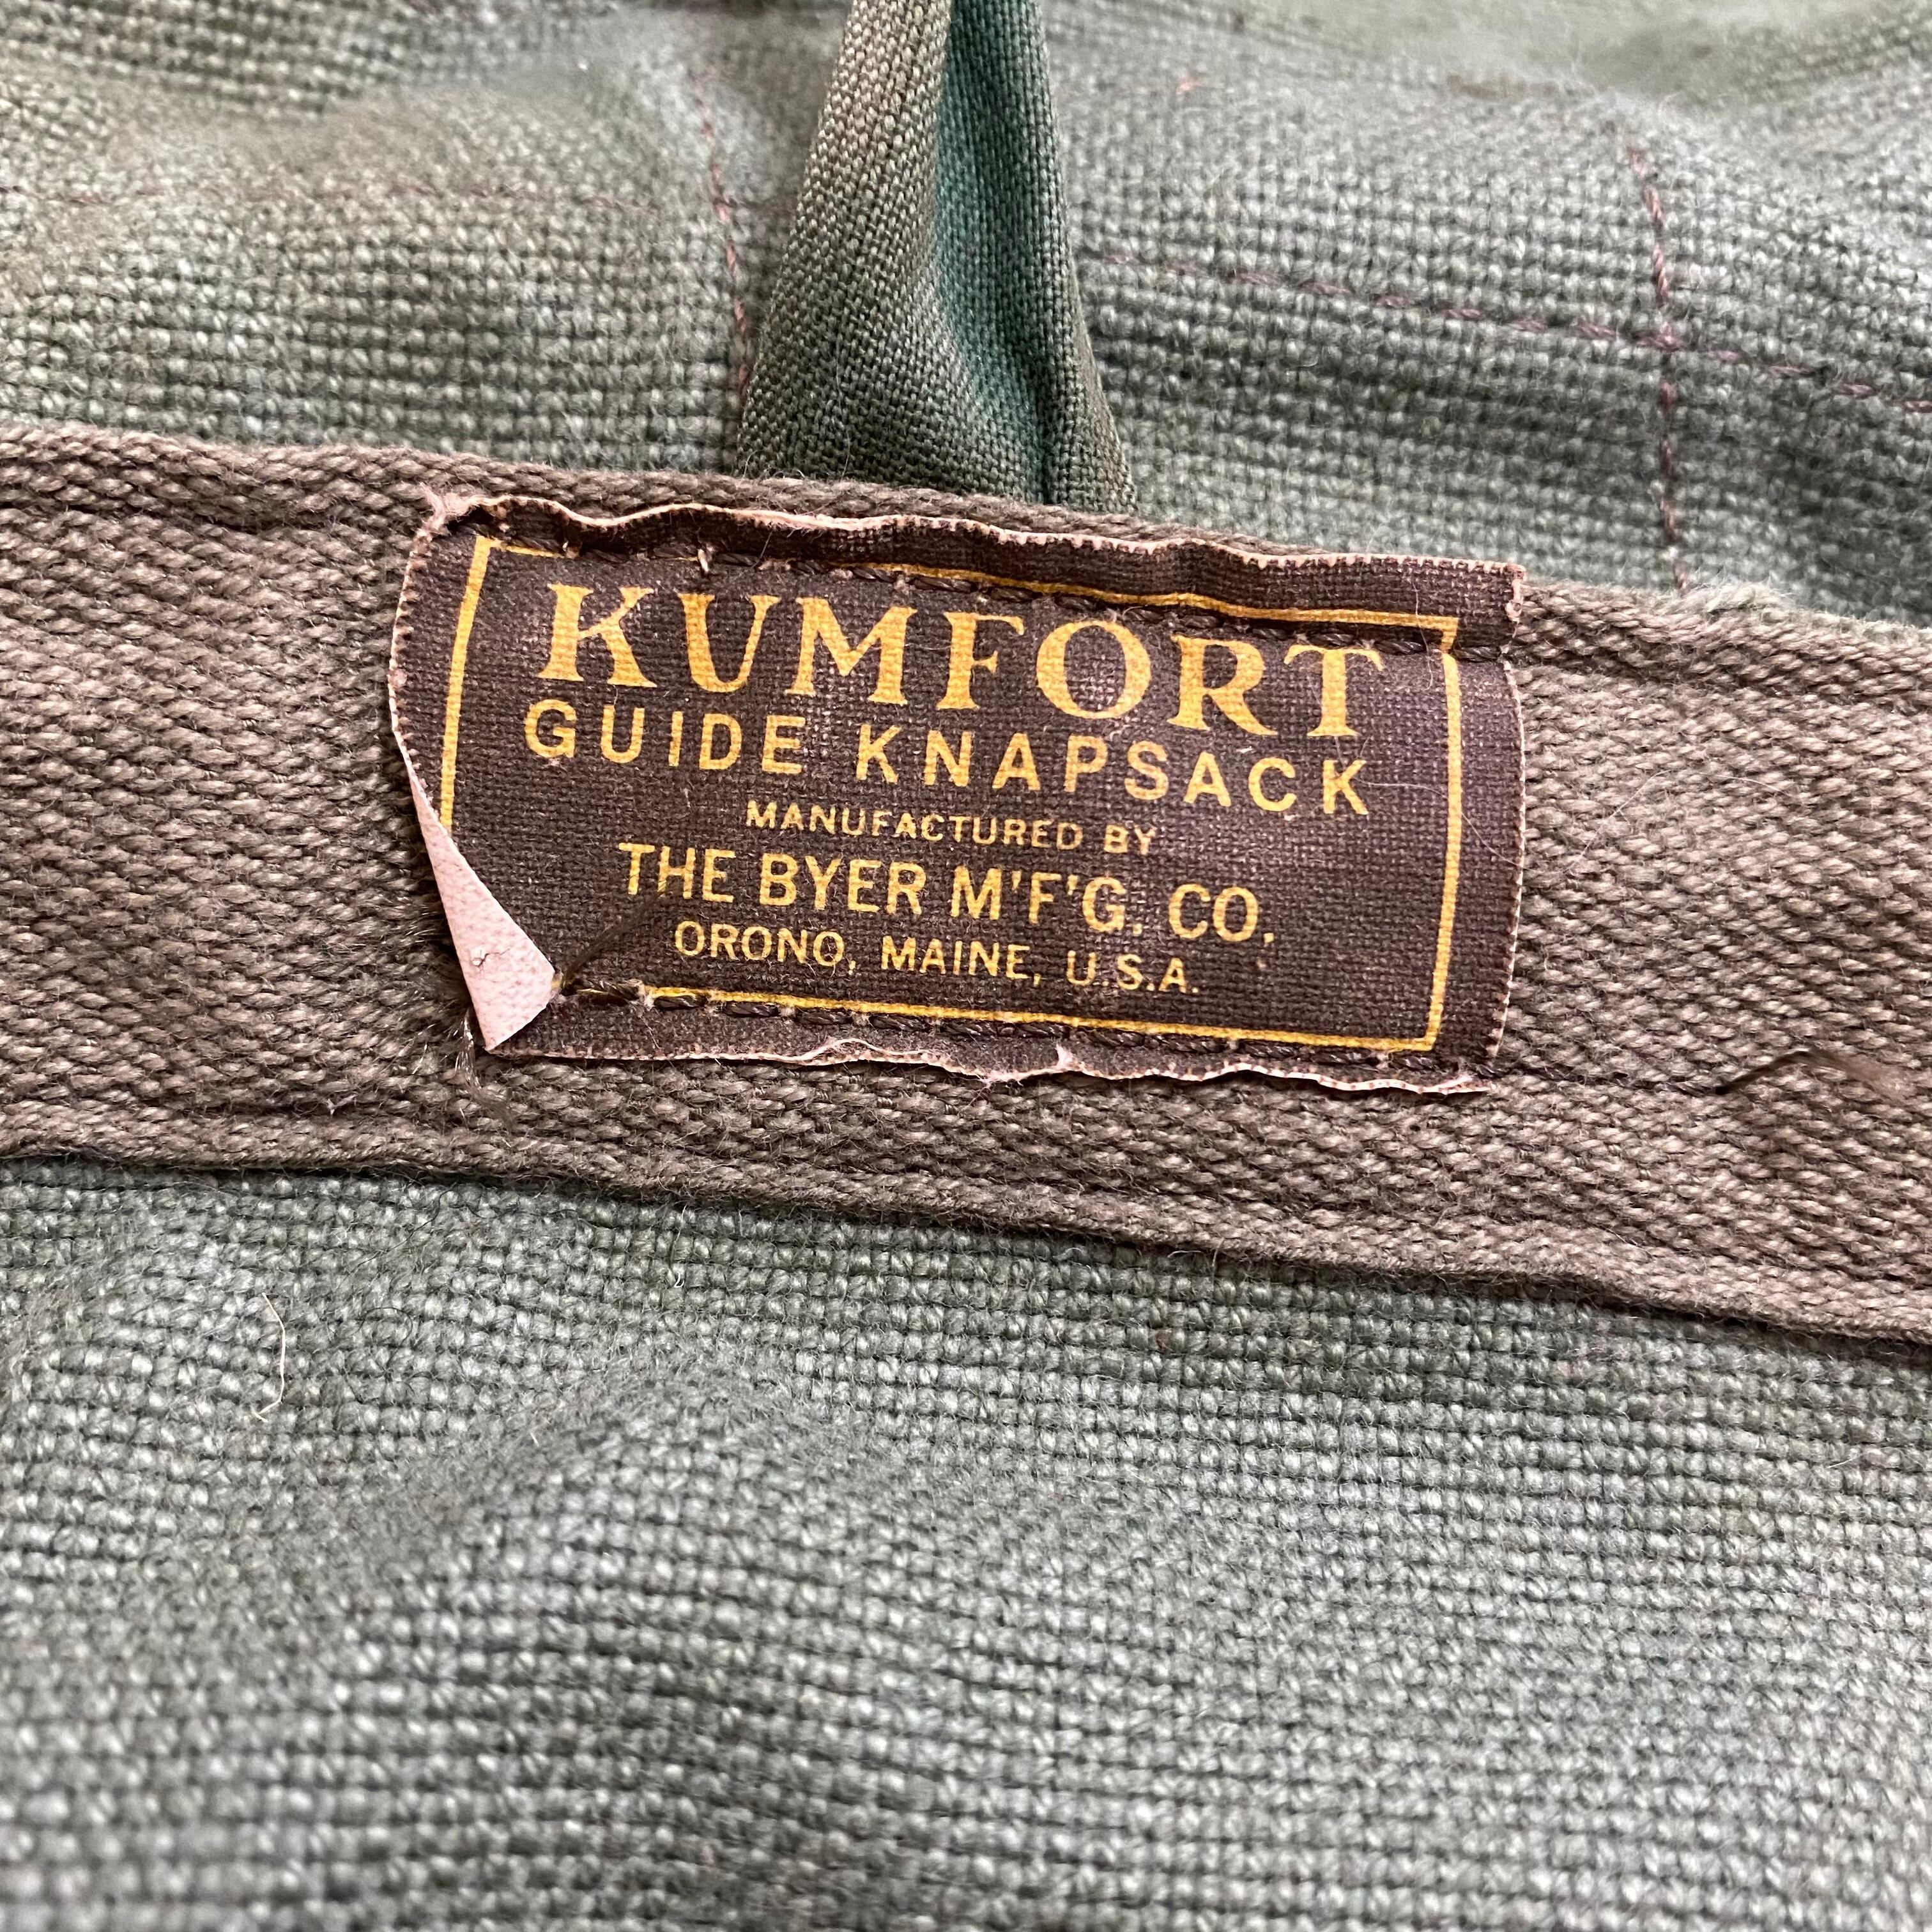 KUMFORT
GUIDE KNAPSACK
MANUFACTURED BY
THE BYER M'F'G. CO.
ORONO, MAINE, U.S.A.